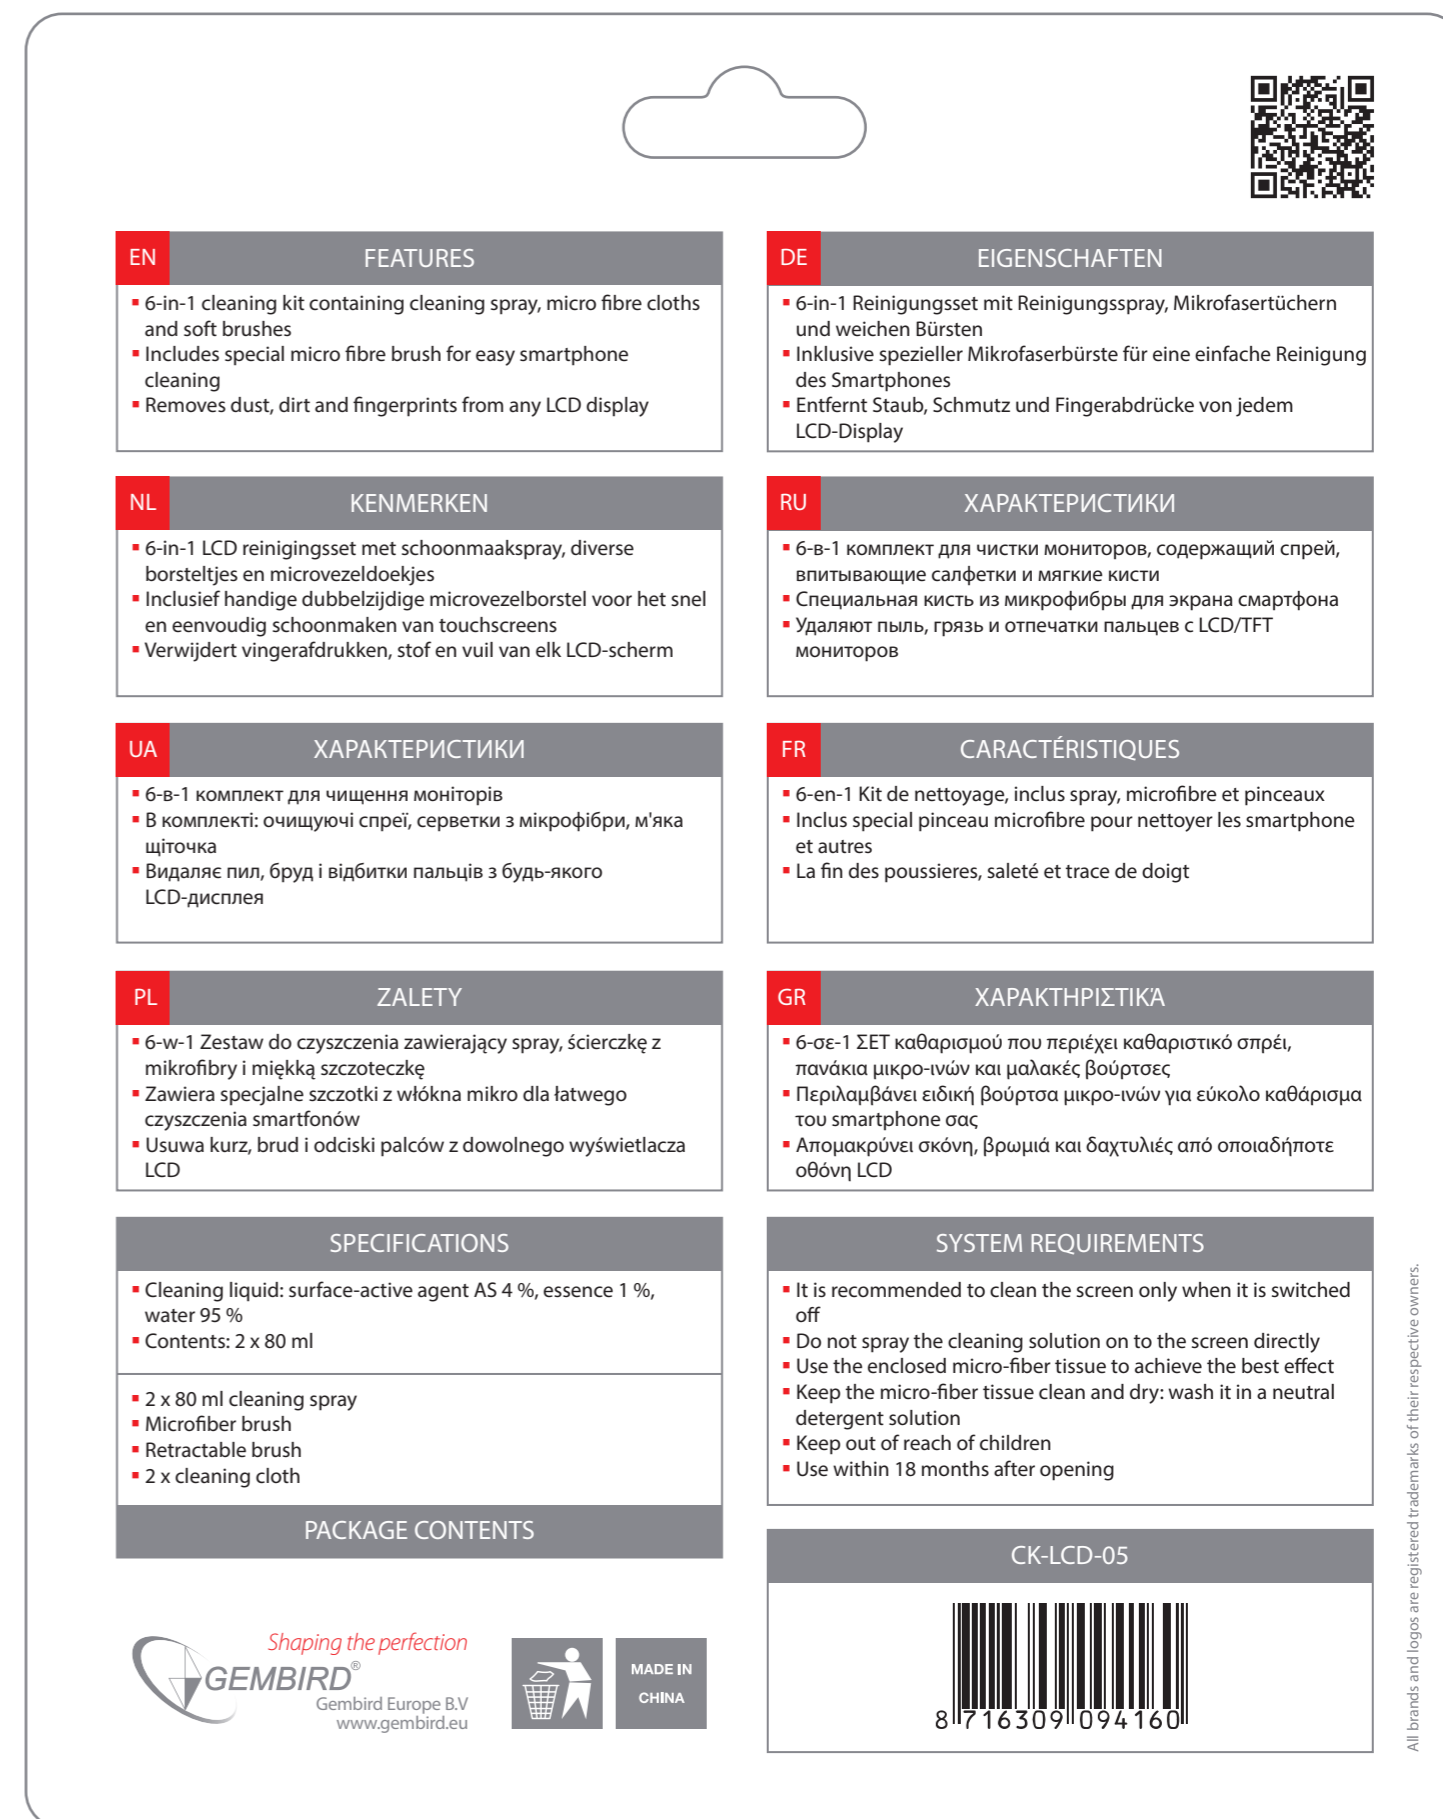 EN
FEATURES
▪ 6-in-1 cleaning kit containing cleaning spray, micro fibre cloths
and soft brushes
▪ Includes special micro fibre brush for easy smartphone
cleaning
▪ Removes dust, dirt and fingerprints from any LCD display
DE
EIGENSCHAFTEN
▪ 6-in-1 Reinigungsset mit Reinigungsspray, Mikrofasertüchern
und weichen Bürsten
▪ Inklusive spezieller Mikrofaserbürste für eine einfache Reinigung
des Smartphones
▪ Entfernt Staub, Schmutz und Fingerabdrücke von jedem
LCD-Display
NL
KENMERKEN
▪ 6-in-1 LCD reinigingsset met schoonmaakspray, diverse
borsteltjes en microvezeldoekjes
▪ Inclusief handige dubbelzijdige microvezelborstel voor het snel
en eenvoudig schoonmaken van touchscreens
▪ Verwijdert vingerafdrukken, stof en vuil van elk LCD-scherm
RU
ХАРАКТЕРИСТИКИ
▪ 6-в-1 комплект для чистки мониторов, содержащий спрей,
впитывающие салфетки и мягкие кисти
▪ Специальная кисть из микрофибры для экрана смартфона
▪ Удаляют пыль, грязь и отпечатки пальцев с LCD/TFT
мониторов
UA
ХАРАКТЕРИСТИКИ
▪ 6-в-1 комплект для чищення моніторів
▪ В комплекті: очищуючі спреї, серветки з мікрофібри, м'яка
щіточка
▪ Видаляє пил, бруд і відбитки пальців з будь-якого
LCD-дисплея
FR
CARACTÉRISTIQUES
▪ 6-en-1 Kit de nettoyage, inclus spray, microfibre et pinceaux
▪ Inclus special pinceau microfibre pour nettoyer les smartphone
et autres
▪ La fin des poussieres, saleté et trace de doigt
PL
ZALETY
▪ 6-w-1 Zestaw do czyszczenia zawierający spray, ścierczkę z
mikrofibry i miękką szczoteczkę
▪ Zawiera specjalne szczotki z włókna mikro dla łatwego
czyszczenia smartfonów
▪ Usuwa kurz, brud i odciski palców z dowolnego wyświetlacza
LCD
GR
ΧΑΡΑΚΤΗΡΙΣΤΙΚΆ
▪ 6-σε-1 ΣΕΤ καθαρισμού που περιέχει καθαριστικό σπρέι,
πανάκια μικρο-ινών και μαλακές βούρτσες
▪ Περιλαμβάνει ειδική βούρτσα μικρο-ινών για εύκολο καθάρισμα
του smartphone σας
▪ Απομακρύνει σκόνη, βρωμιά και δαχτυλιές από οποιαδήποτε
οθόνη LCD
SPECIFICATIONS
▪ Cleaning liquid: surface-active agent AS 4 %, essence 1 %,
water 95 %
▪ Contents: 2 x 80 ml
▪ 2 x 80 ml cleaning spray
▪ Microfiber brush
▪ Retractable brush
▪ 2 x cleaning cloth
PACKAGE CONTENTS
SYSTEM REQUIREMENTS
▪ It is recommended to clean the screen only when it is switched
off
▪ Do not spray the cleaning solution on to the screen directly
▪ Use the enclosed micro-fiber tissue to achieve the best effect
▪ Keep the micro-fiber tissue clean and dry: wash it in a neutral
detergent solution
▪ Keep out of reach of children
▪ Use within 18 months after opening
CK-LCD-05
8 716309 094160
Shaping the perfection
GEMBIRD®
Gembird Europe B.V
www.gembird.eu
MADE IN
CHINA
All brands and logos are registered trademarks of their respective owners.